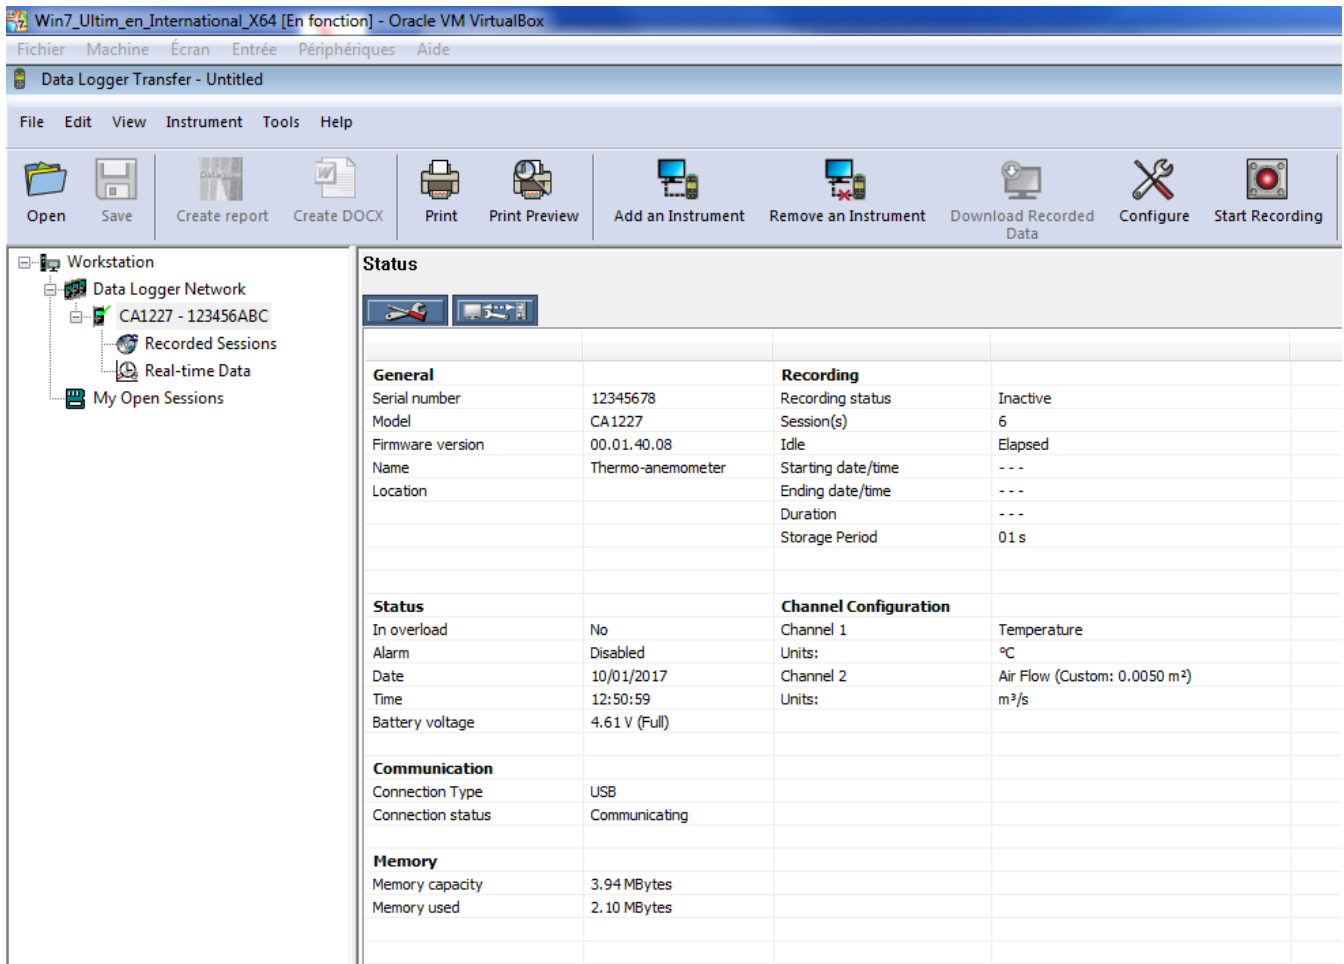 Win7_Ultim_en_International_X64 [En fonction] - Oracle VM VirtualBox
Fichier Machine Écran Entrée Périphériques Aide
Data Logger Transfer - Untitled
File Edit View Instrument Tools Help
Open Save Create report Create DOCX Print Print Preview Add an Instrument Remove an Instrument Download Recorded Data Configure Start Recording
Workstation
Data Logger Network
CA1227 - 123456ABC
Recorded Sessions
Real-time Data
My Open Sessions
Status
General Recording
Serial number 12345678 Recording status Inactive
Model CA1227 Session(s) 6
Firmware version 00.01.40.08 Idle Elapsed
Name Thermo-anemometer Starting date/time - - -
Location Ending date/time - - -
Duration - - -
Storage Period 01 s
Status Channel Configuration
In overload No Channel 1 Temperature
Alarm Disabled Units: ºC
Date 10/01/2017 Channel 2 Air Flow (Custom: 0.0050 m²)
Time 12:50:59 Units: m³/s
Battery voltage 4.61 V (Full)
Communication
Connection Type USB
Connection status Communicating
Memory
Memory capacity 3.94 MBytes
Memory used 2.10 MBytes